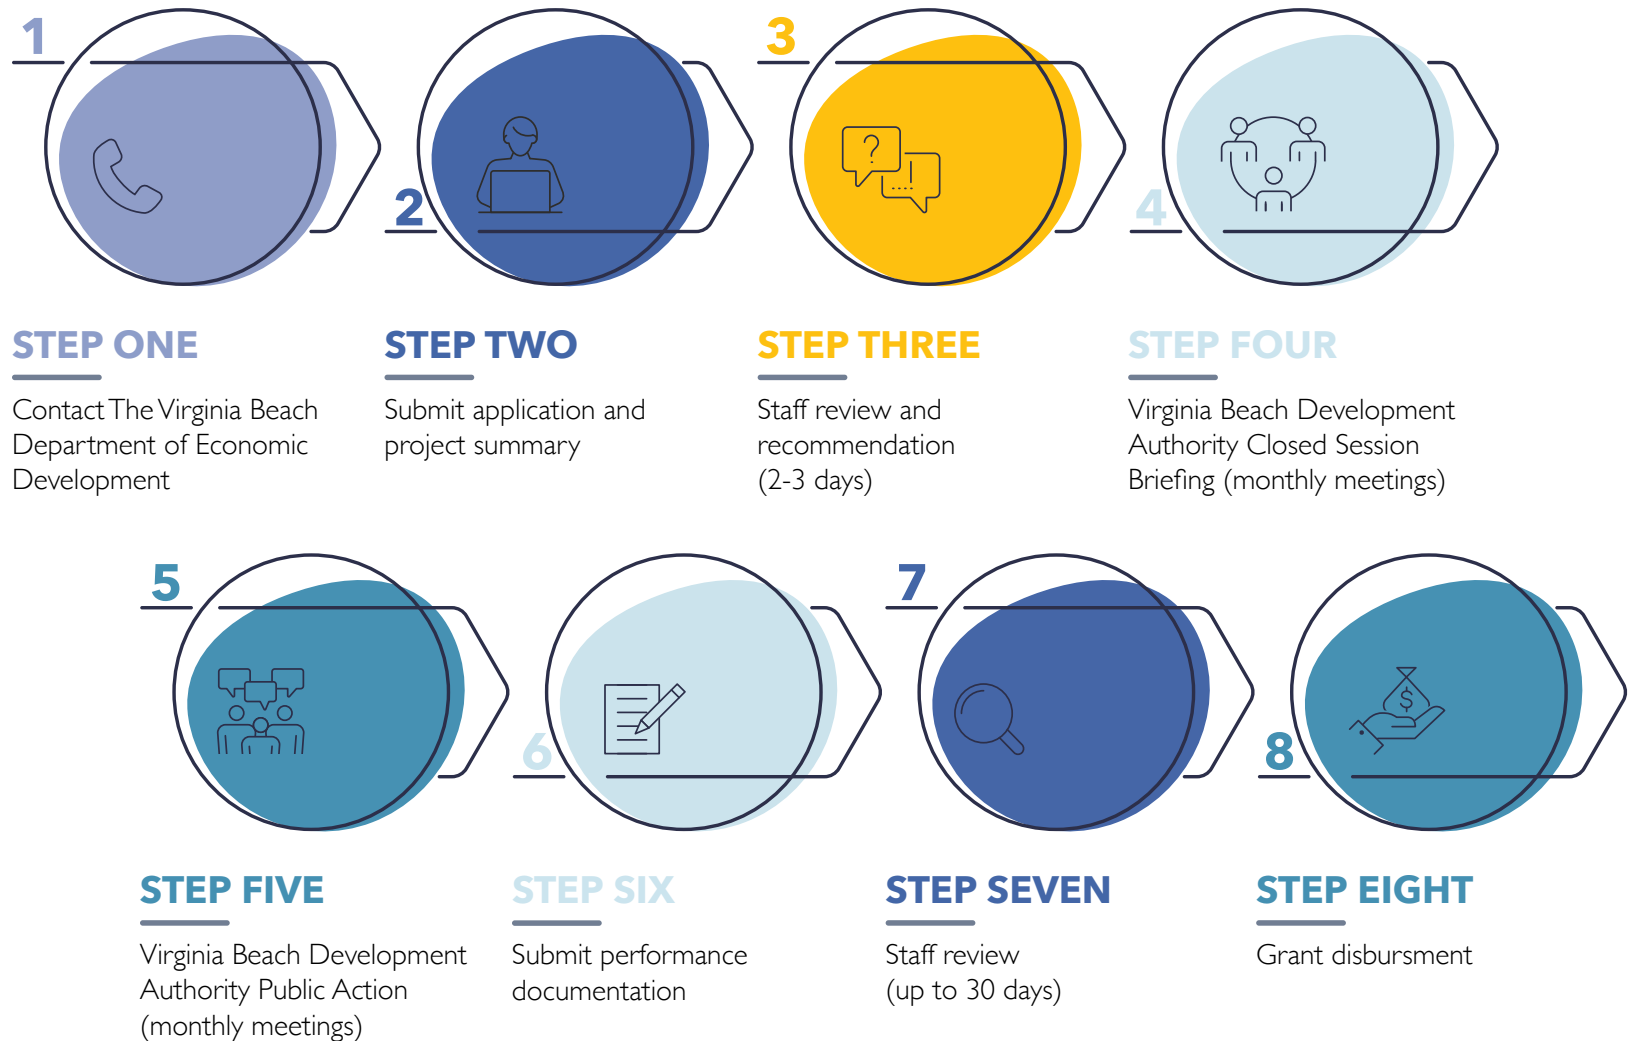 1
STEP ONE
Contact The Virginia Beach
Department of Economic
Development
2
STEP TWO
Submit application and
project summary
3
?
!
....
STEP THREE
Staff review and
recommendation
(2-3 days)
4
STEP FOUR
Virginia Beach Development
Authority Closed Session
Briefing (monthly meetings)
5
STEP FIVE
Virginia Beach Development
Authority Public Action
(monthly meetings)
6
STEP SIX
Submit performance
documentation
7
STEP SEVEN
Staff review
(up to 30 days)
8
$
STEP EIGHT
Grant disbursment